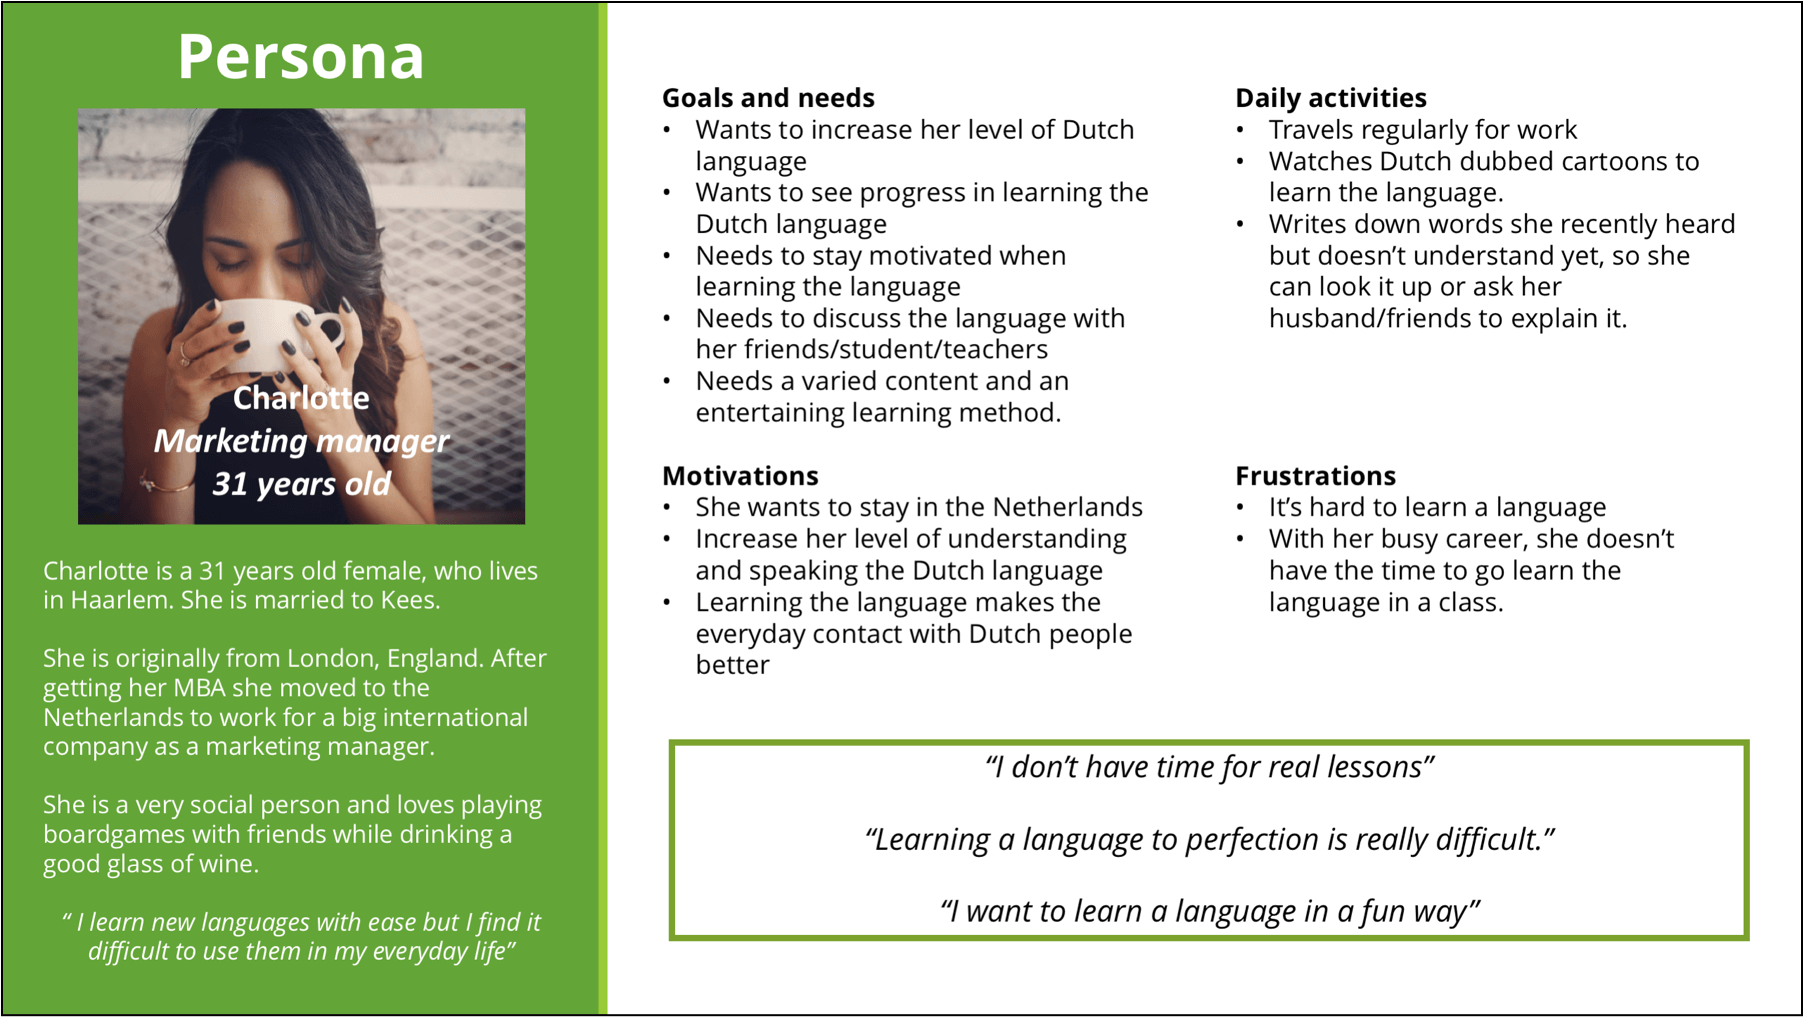 Persona
Charlotte
Marketing manager
31 years old
Charlotte is a 31 years old female, who lives
in Haarlem. She is married to Kees.
She is originally from London, England. After
getting her MBA she moved to the
Netherlands to work for a big international
company as a marketing manager.
She is a very social person and loves playing
boardgames with friends while drinking a
good glass of wine.
“ I learn new languages with ease but I find it
difficult to use them in my everyday life”
Goals and needs
• Wants to increase her level of Dutch
language
• Wants to see progress in learning the
Dutch language
• Needs to stay motivated when
learning the language
• Needs to discuss the language with
her friends/student/teachers
• Needs a varied content and an
entertaining learning method.
Daily activities
• Travels regularly for work
• Watches Dutch dubbed cartoons to
learn the language.
• Writes down words she recently heard
but doesn’t understand yet, so she
can look it up or ask her
husband/friends to explain it.
Motivations
• She wants to stay in the Netherlands
• Increase her level of understanding
and speaking the Dutch language
• Learning the language makes the
everyday contact with Dutch people
better
Frustrations
• It’s hard to learn a language
• With her busy career, she doesn’t
have the time to go learn the
language in a class.
“I don’t have time for real lessons”
“Learning a language to perfection is really difficult.”
“I want to learn a language in a fun way”